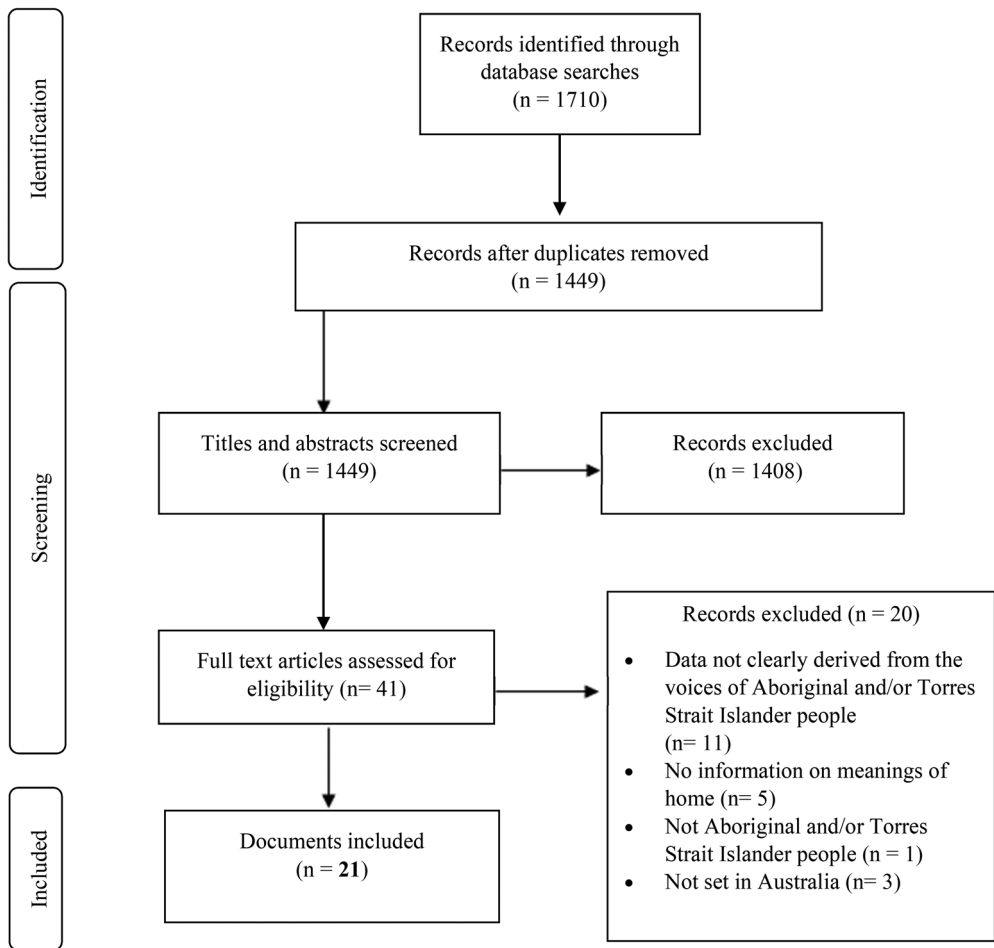 Identification
Records identified through
database searches
(n = 1710)
Records after duplicates removed
(n = 1449)
Screening
Titles and abstracts screened
(n = 1449)
Records excluded
(n = 1408)
Full text articles assessed for
eligibility (n= 41)
Records excluded (n = 20)
• Data not clearly derived from the
voices of Aboriginal and/or Torres
Strait Islander people
(n= 11)
• No information on meanings of
home (n= 5)
• Not Aboriginal and/or Torres
Strait Islander people (n = 1)
• Not set in Australia (n= 3)
Included
Documents included
(n = 21)